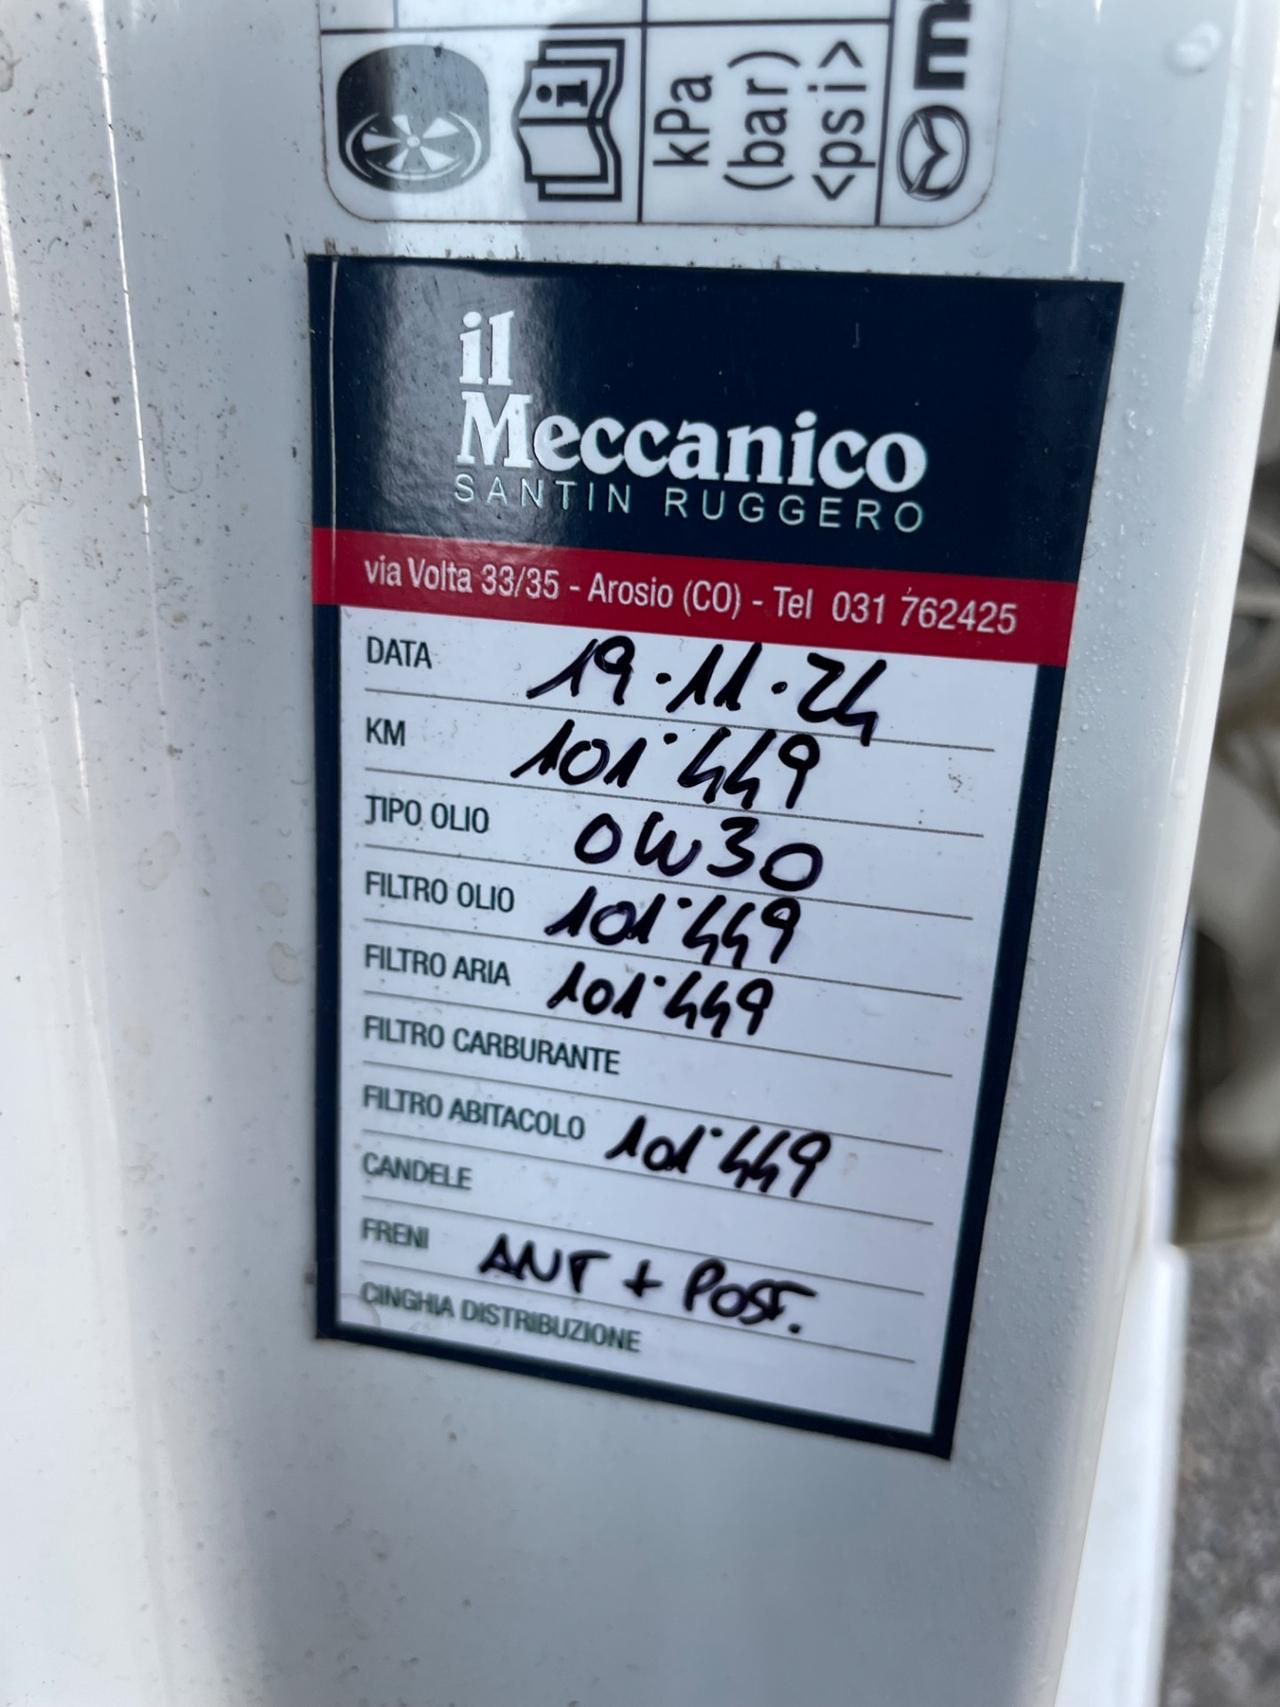 kPa
(bar)
<psi>
il
Meccanico
SANTIN RUGGERO
via Volta 33/35 - Arosio (CO) - Tel 031 762425
DATA 19.11.24
KM 101˙449
TIPO OLIO 0W30
FILTRO OLIO 101˙449
FILTRO ARIA 101˙449
FILTRO CARBURANTE
FILTRO ABITACOLO 101˙449
CANDELE
FRENI ANT + POST.
CINGHIA DISTRIBUZIONE